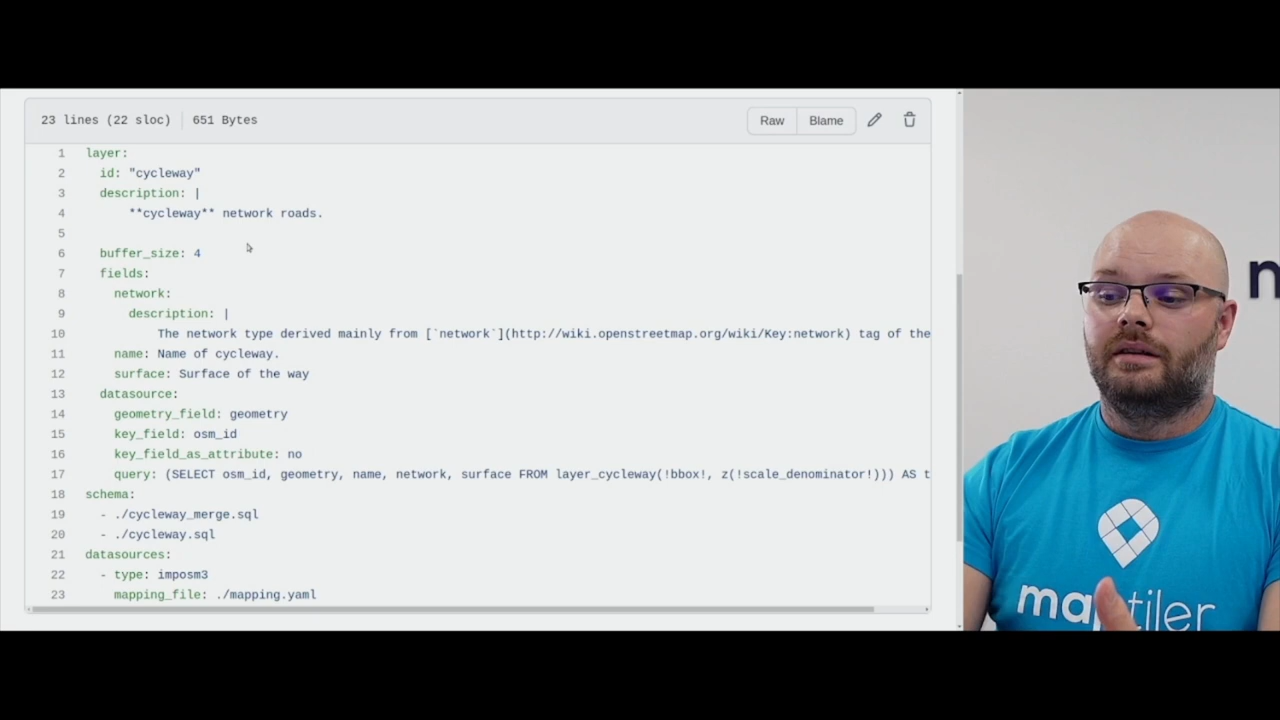 23 lines (22 sloc) 651 Bytes Raw Blame
1 layer:
2 id: "cycleway"
3 description: |
4 **cycleway** network roads.
5
6 buffer_size: 4
7 fields:
8 network:
9 description: |
10 The network type derived mainly from [`network`](http://wiki.openstreetmap.org/wiki/Key:network) tag of the
11 name: Name of cycleway.
12 surface: Surface of the way
13 datasource:
14 geometry_field: geometry
15 key_field: osm_id
16 key_field_as_attribute: no
17 query: (SELECT osm_id, geometry, name, network, surface FROM layer_cycleway(!bbox!, z(!scale_denominator!))) AS t
18 schema:
19 - ./cycleway_merge.sql
20 - ./cycleway.sql
21 datasources:
22 - type: imposm3
23 mapping_file: ./mapping.yaml
maptiler